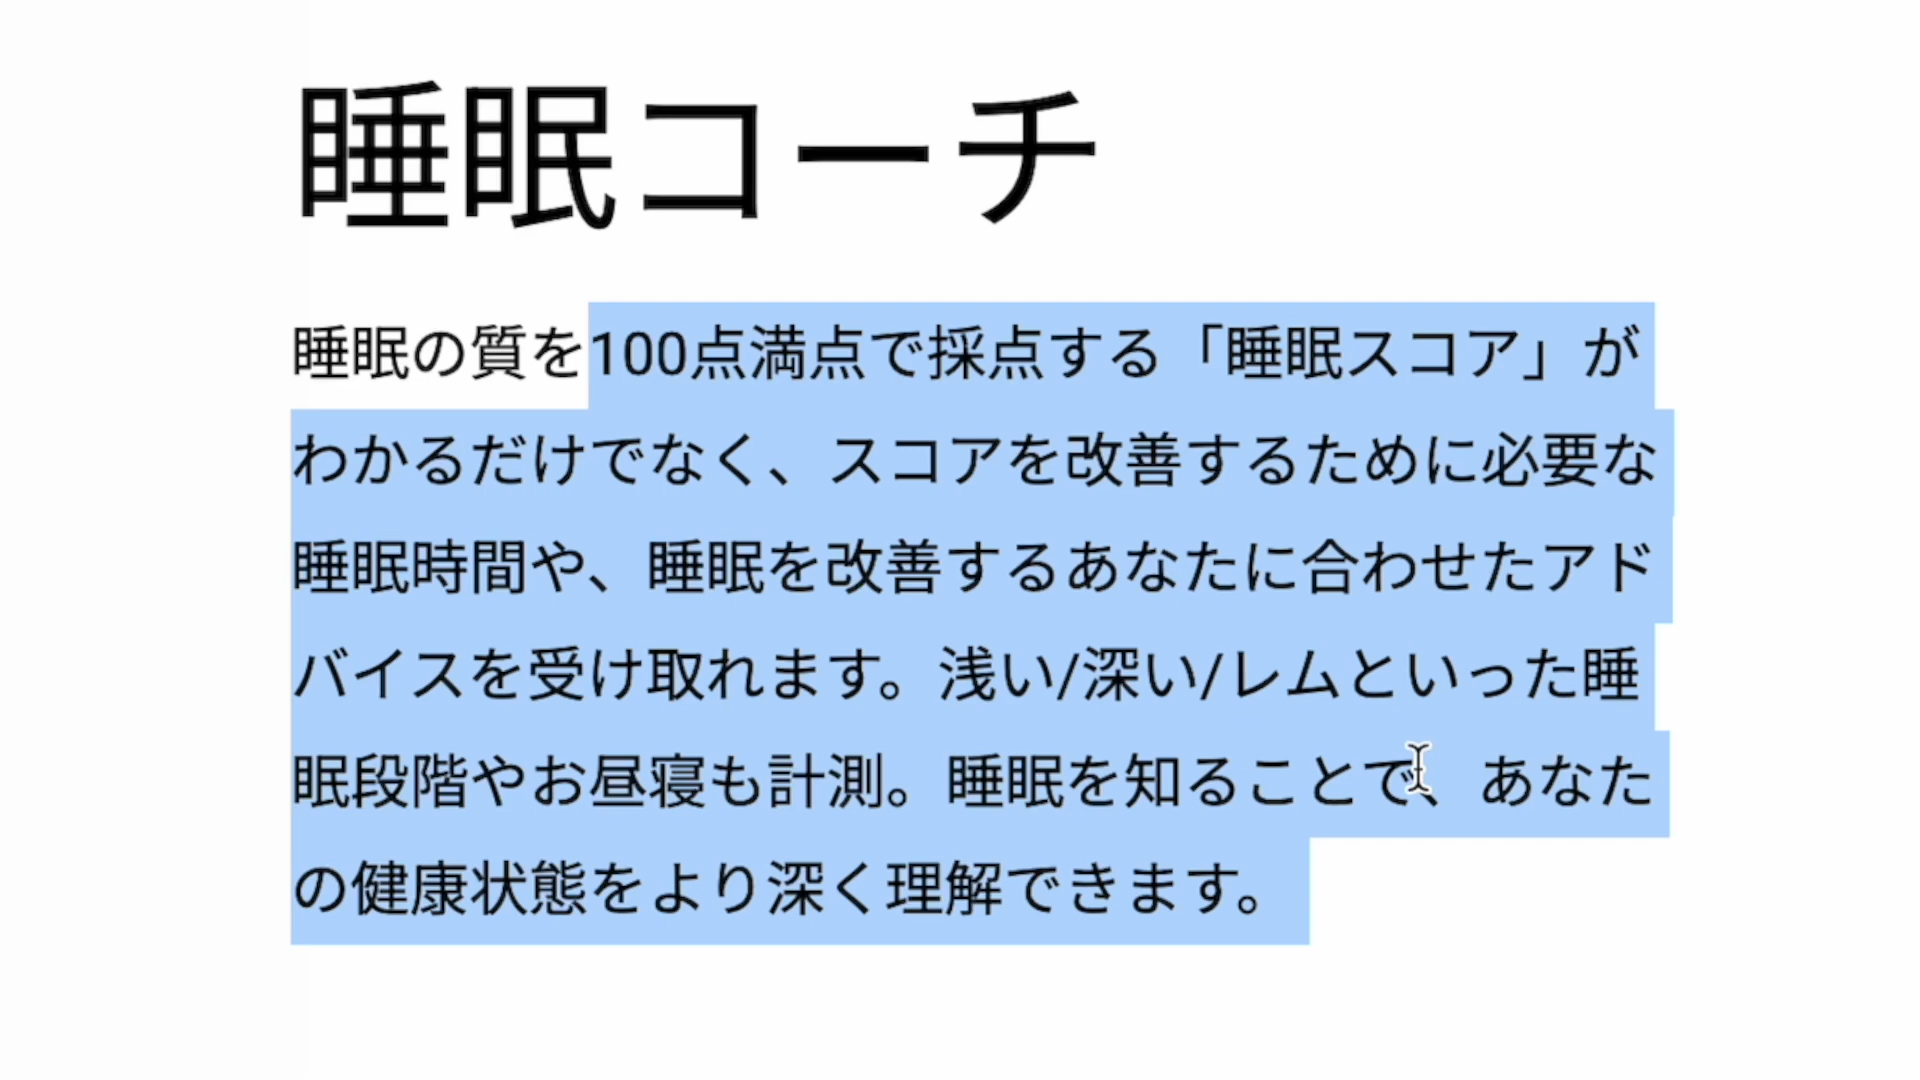 睡眠コーチ
睡眠の質を100点満点で採点する「睡眠スコア」が
わかるだけでなく、スコアを改善するために必要な
睡眠時間や、睡眠を改善するあなたに合わせたアド
バイスを受け取れます。浅い/深い/レムといった睡
眠段階やお昼寝も計測。睡眠を知ることで、あなた
の健康状態をより深く理解できます。